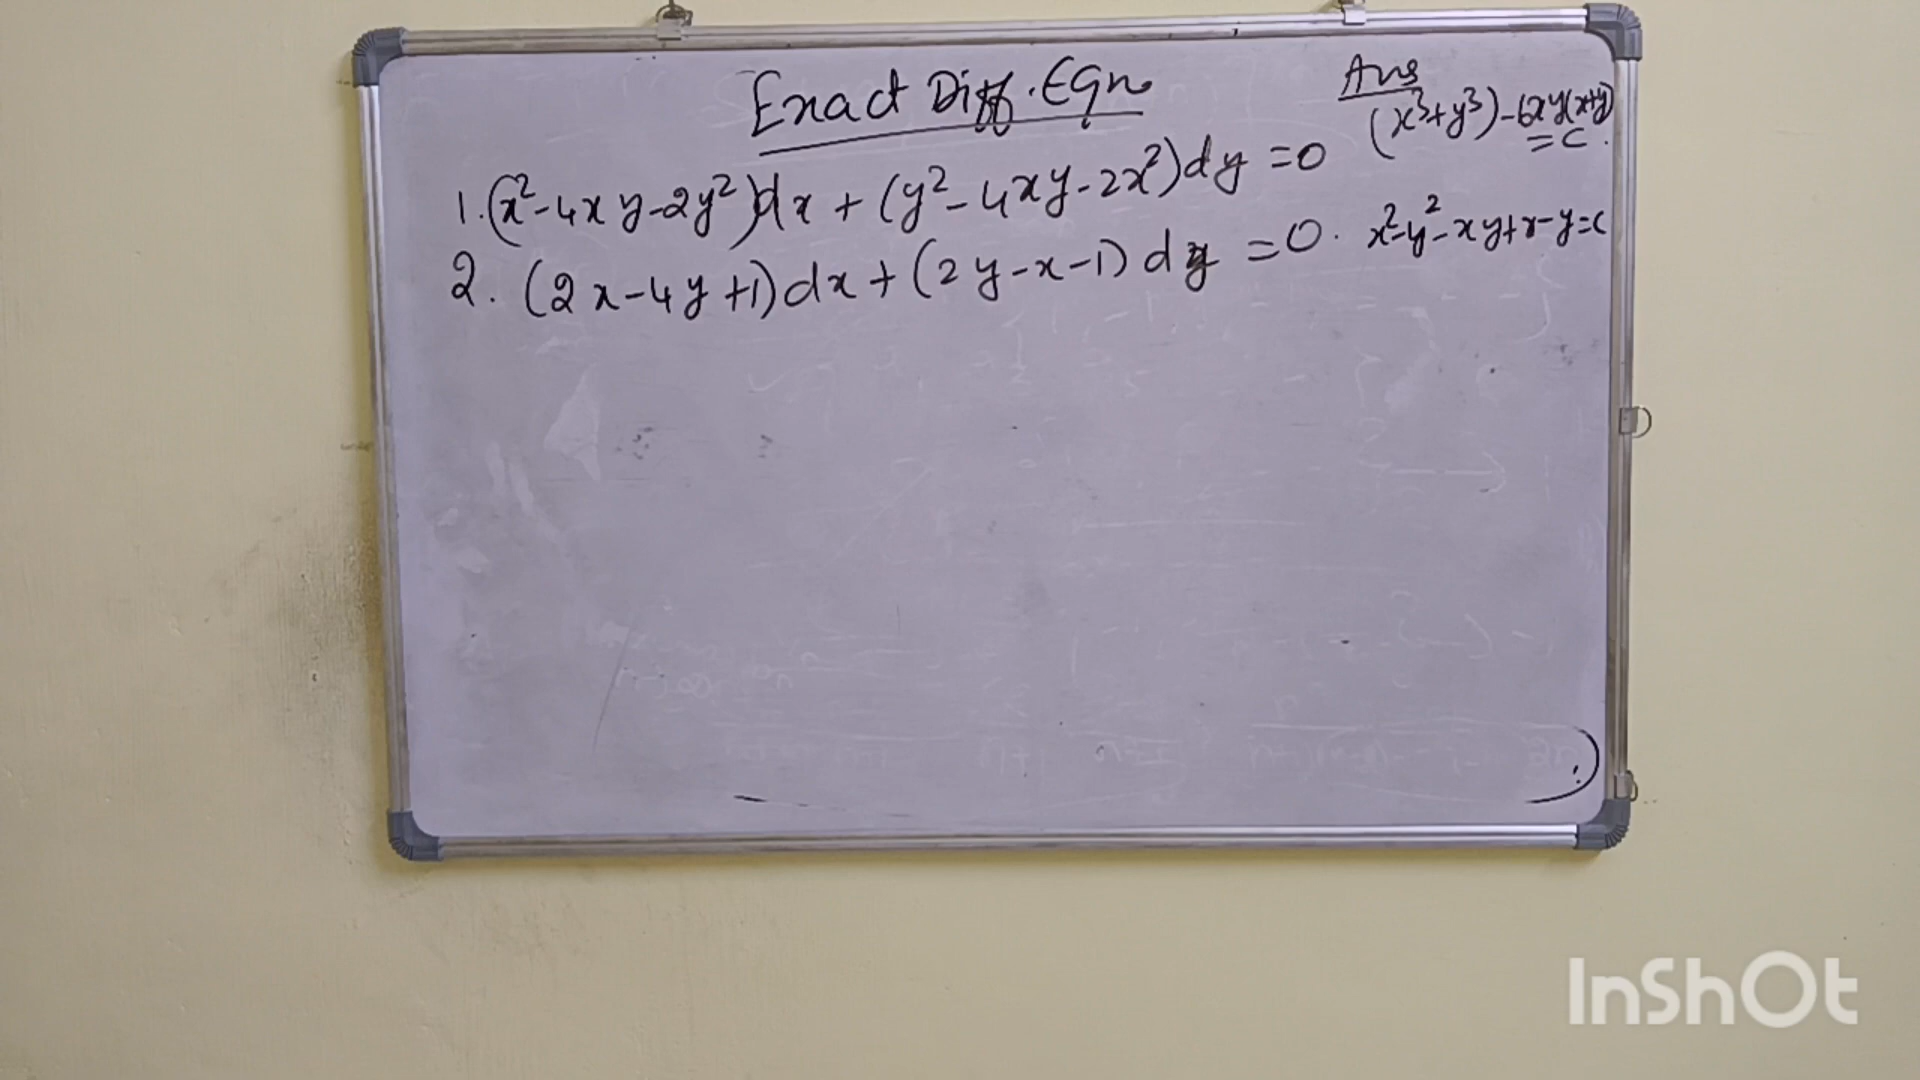 Exact Diff. Eqn.
Ans
(x³+y³)-6xy(x+y)
=c.
1. (x²-4xy-2y²)dx + (y²-4xy-2x²)dy =0
2. (2x-4y+1)dx+(2y-x-1)dy =0. x²-y²-xy+x-y=c
InShOt